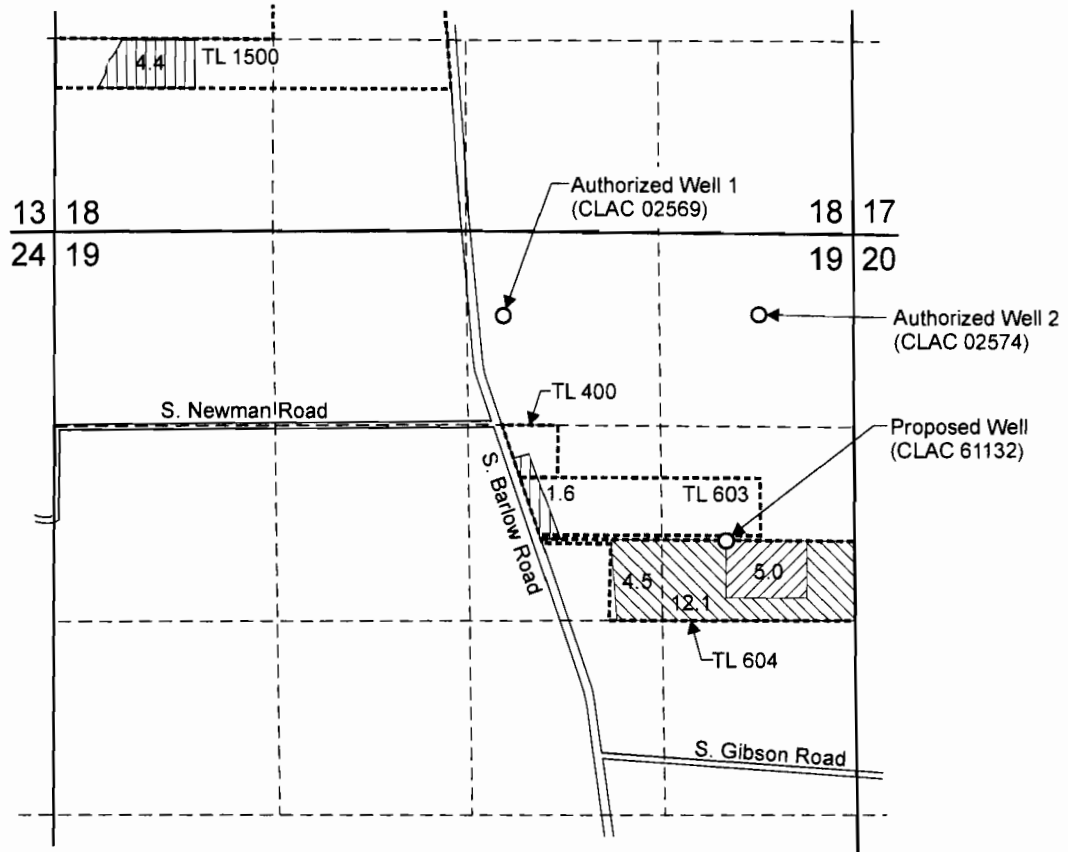 4.4
TL 1500
Authorized Well 1
(CLAC 02569)
13 18
18 17
24 19
19 20
Authorized Well 2
(CLAC 02574)
TL 400
S. Newman Road
Proposed Well
(CLAC 61132)
S. Barlow Road
1.6
TL 603
4.5
5.0
12.1
TL 604
S. Gibson Road